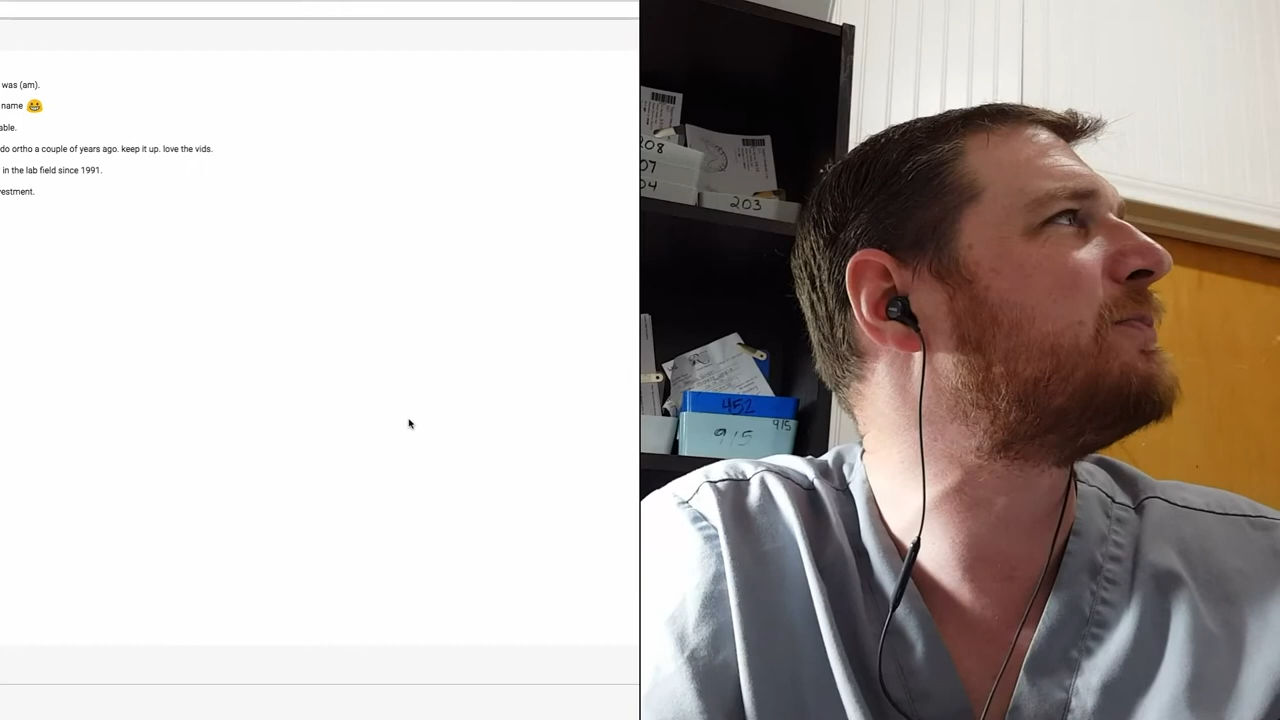 was (am).
name 😀
able.
do ortho a couple of years ago. keep it up. love the vids.
in the lab field since 1991.
vestment.
208
07
04
203
452
915
915